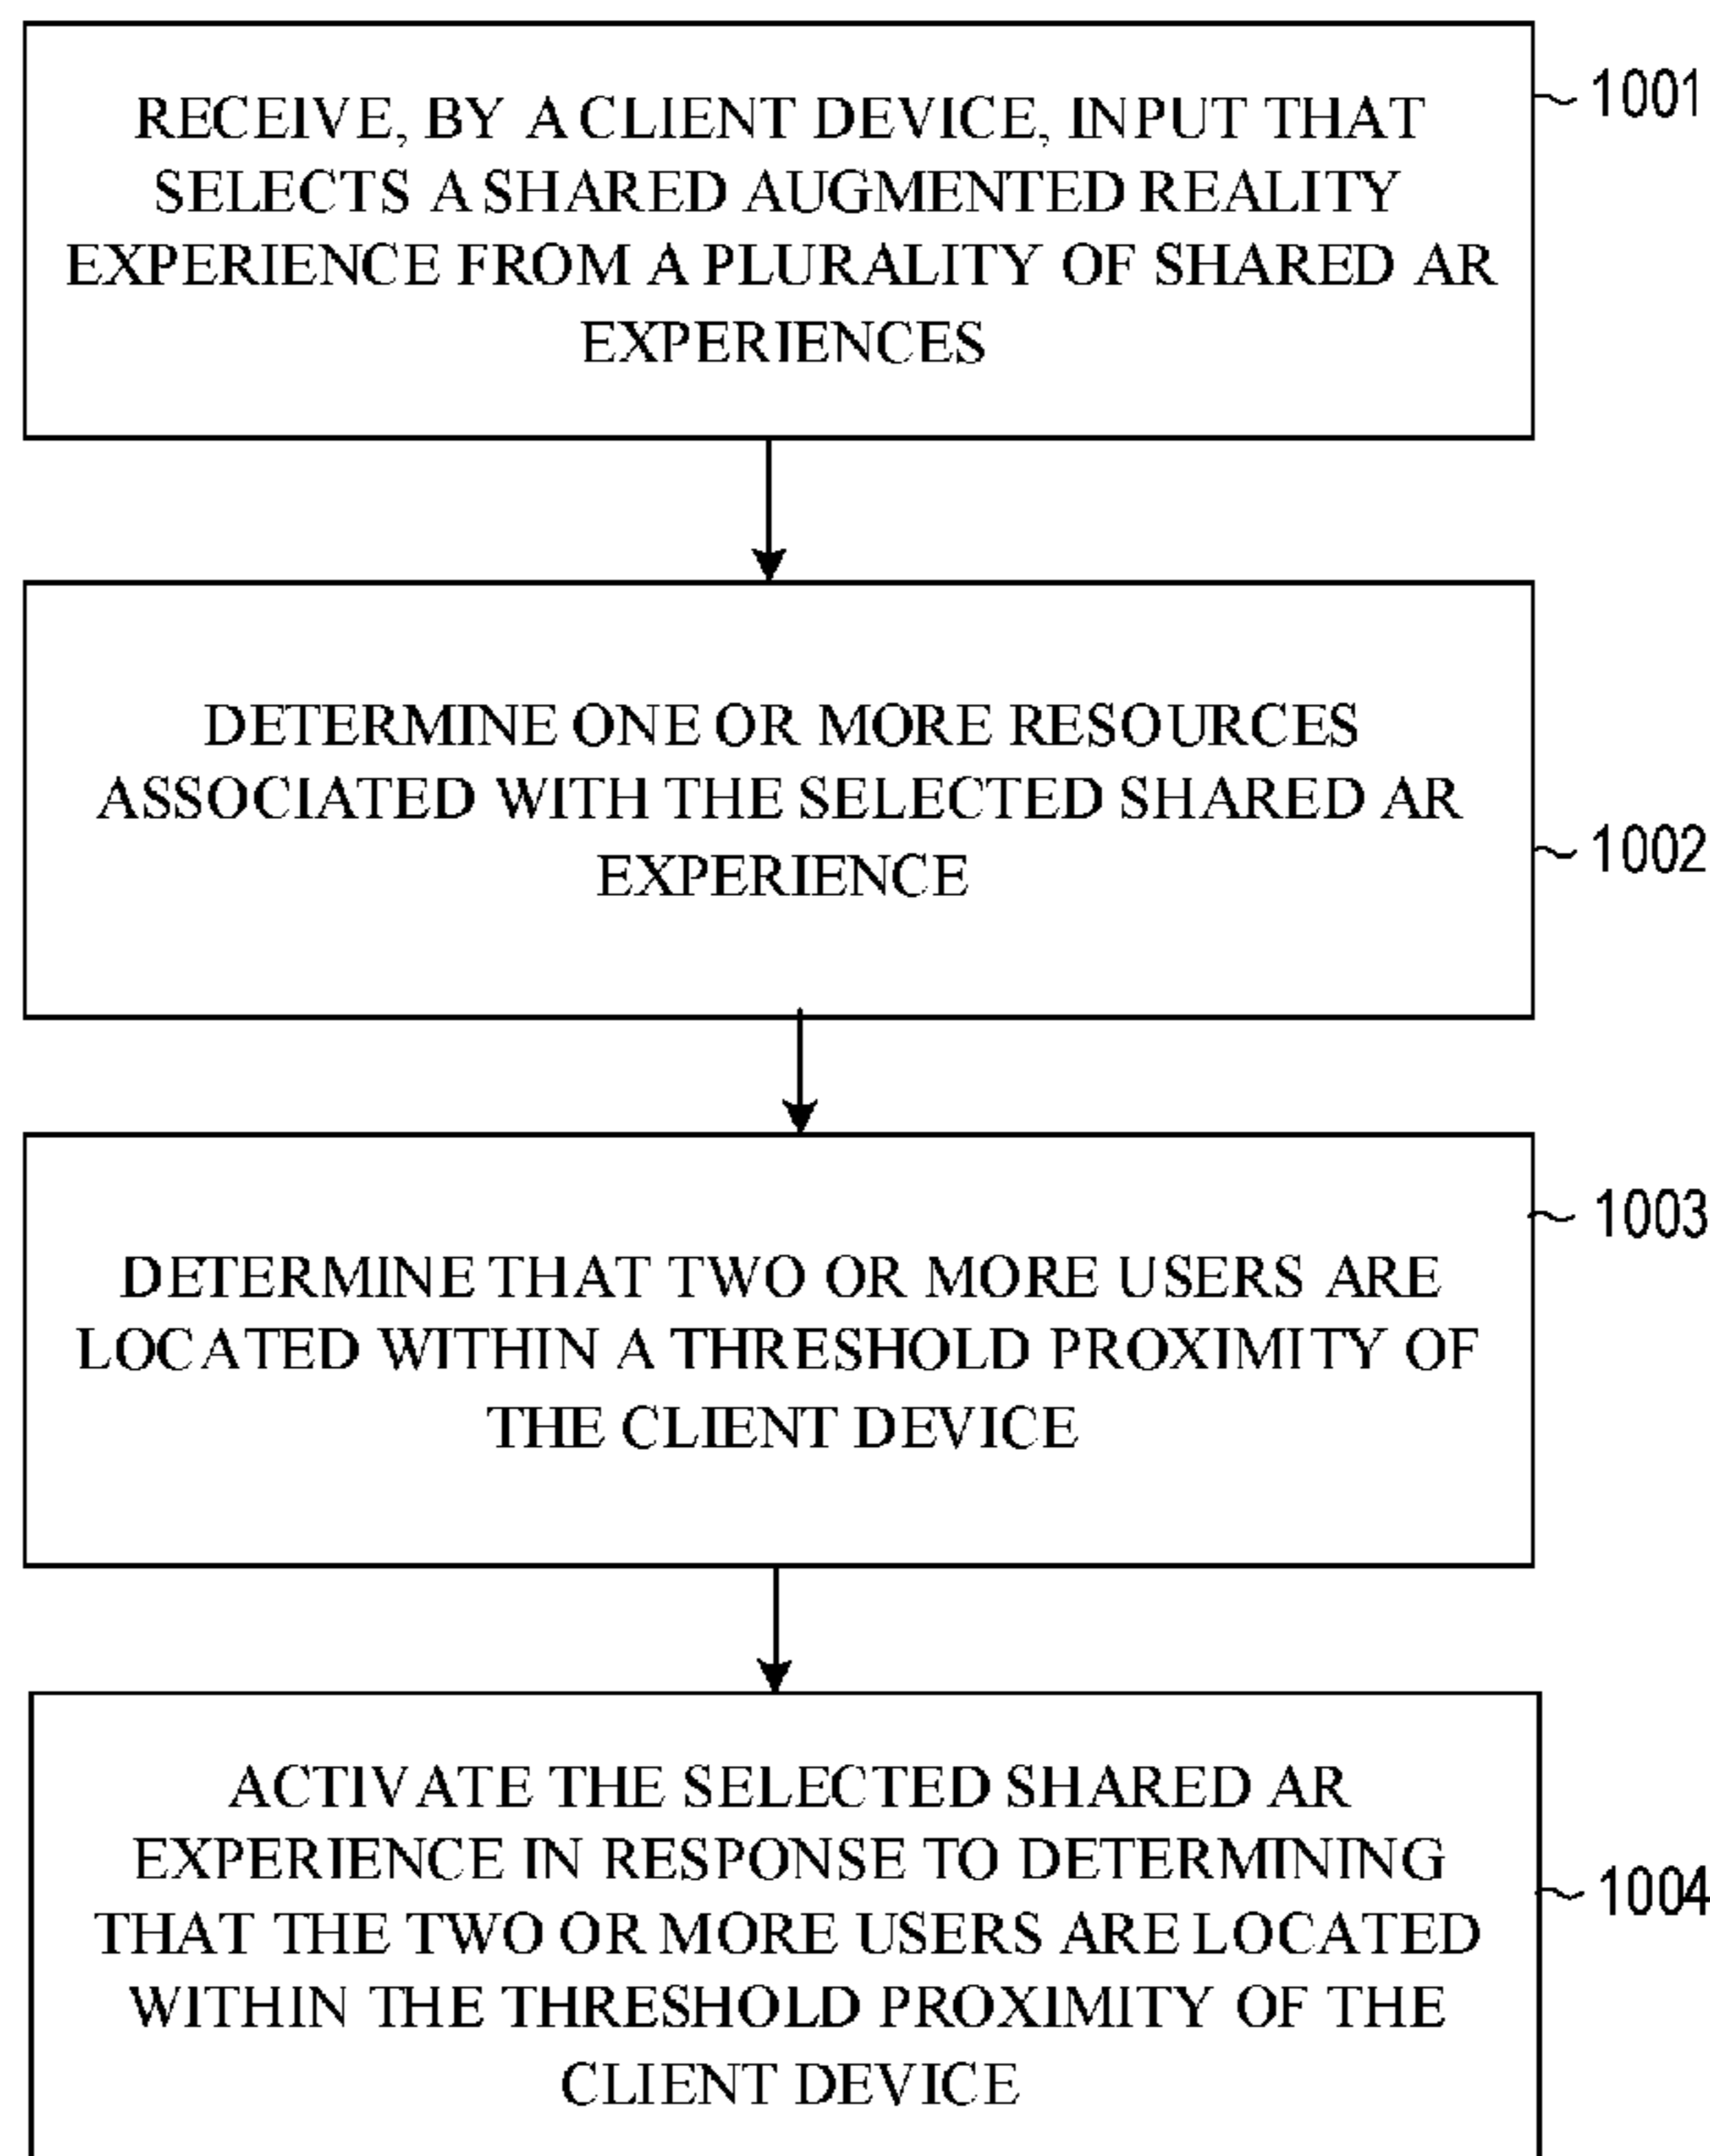 RECEIVE, BY A CLIENT DEVICE, INPUT THAT
SELECTS A SHARED AUGMENTED REALITY
EXPERIENCE FROM A PLURALITY OF SHARED AR
EXPERIENCES
1001
DETERMINE ONE OR MORE RESOURCES
ASSOCIATED WITH THE SELECTED SHARED AR
EXPERIENCE
1002
DETERMINE THAT TWO OR MORE USERS ARE
LOCATED WITHIN A THRESHOLD PROXIMITY OF
THE CLIENT DEVICE
1003
ACTIVATE THE SELECTED SHARED AR
EXPERIENCE IN RESPONSE TO DETERMINING
THAT THE TWO OR MORE USERS ARE LOCATED
WITHIN THE THRESHOLD PROXIMITY OF THE
CLIENT DEVICE
1004